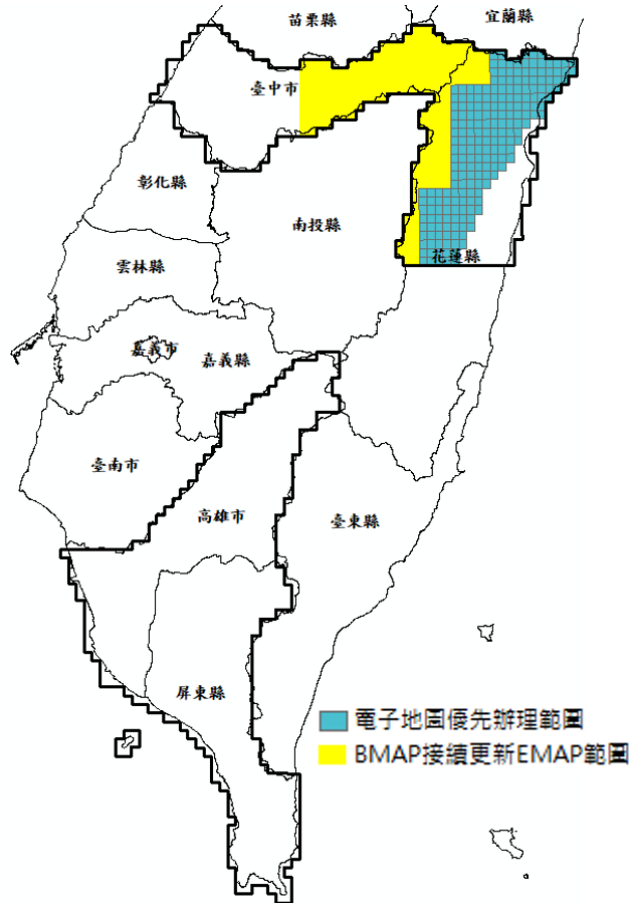 苗栗縣
宜蘭縣
臺中市
彰化縣
南投縣
花蓮縣
雲林縣
嘉義市
嘉義縣
臺南市
高雄市
臺東縣
屏東縣
電子地圖優先辦理範圍
BMAP接續更新EMAP範圍